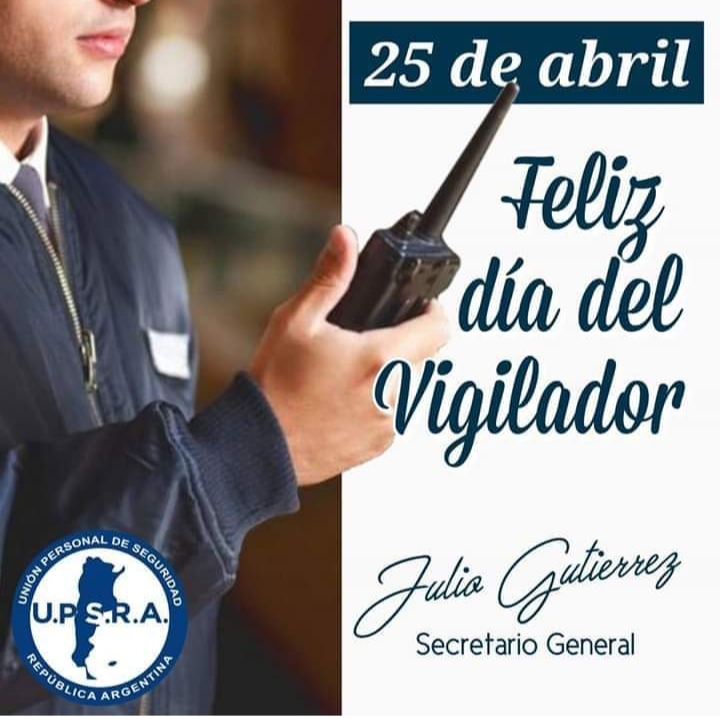 25 de abril
Feliz
día del
Vigilador
Julio Gutierrez
Secretario General
UNIÓN PERSONAL DE SEGURIDAD
U.P.S.R.A.
REPÚBLICA ARGENTINA